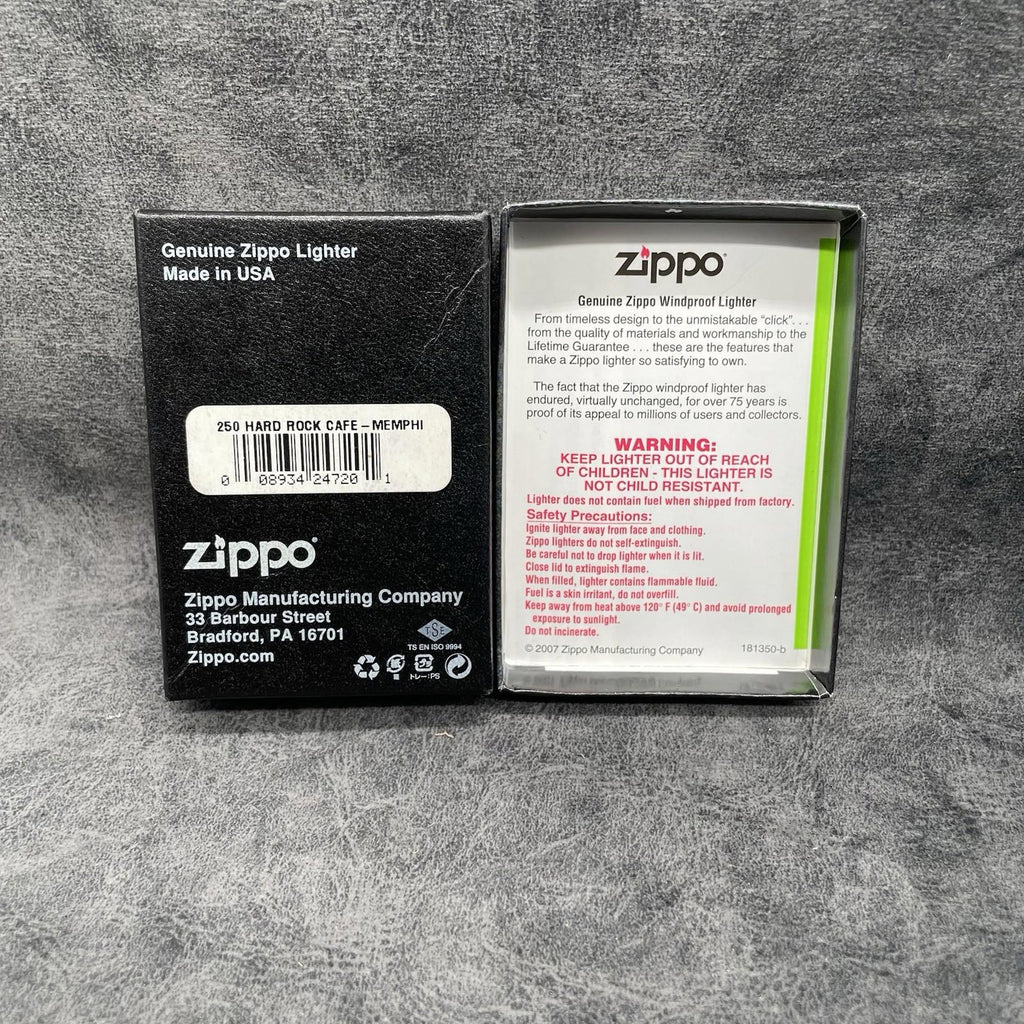 Genuine Zippo Lighter
Made in USA
250 HARD ROCK CAFE – MEMPHI
0 08934 24720 1
zippo®
Zippo Manufacturing Company
33 Barbour Street
Bradford, PA 16701
Zippo.com
TSE
TS EN ISO 9994
トレー:PS
zippo®
Genuine Zippo Windproof Lighter
From timeless design to the unmistakable “click”. . .
from the quality of materials and workmanship to the
Lifetime Guarantee . . . these are the features that
make a Zippo lighter so satisfying to own.
The fact that the Zippo windproof lighter has
endured, virtually unchanged, for over 75 years is
proof of its appeal to millions of users and collectors.
WARNING:
KEEP LIGHTER OUT OF REACH
OF CHILDREN - THIS LIGHTER IS
NOT CHILD RESISTANT.
Lighter does not contain fuel when shipped from factory.
Safety Precautions:
Ignite lighter away from face and clothing.
Zippo lighters do not self-extinguish.
Be careful not to drop lighter when it is lit.
Close lid to extinguish flame.
When filled, lighter contains flammable fluid.
Fuel is a skin irritant, do not overfill.
Keep away from heat above 120° F (49° C) and avoid prolonged
exposure to sunlight.
Do not incinerate.
© 2007 Zippo Manufacturing Company 181350-b